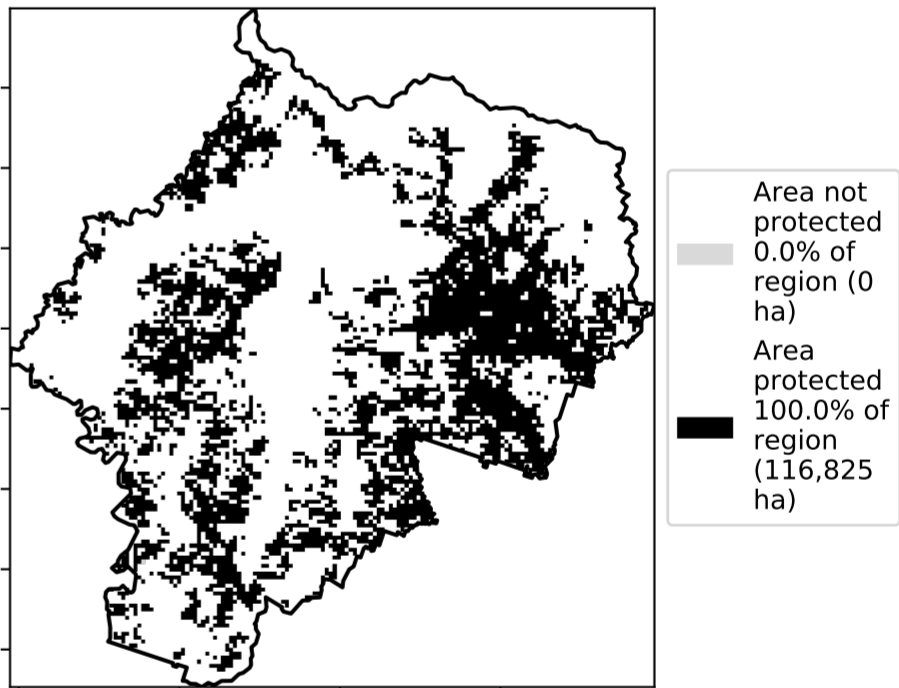 Area not
protected
0.0% of
region (0
ha)
Area
protected
100.0% of
region
(116,825
ha)